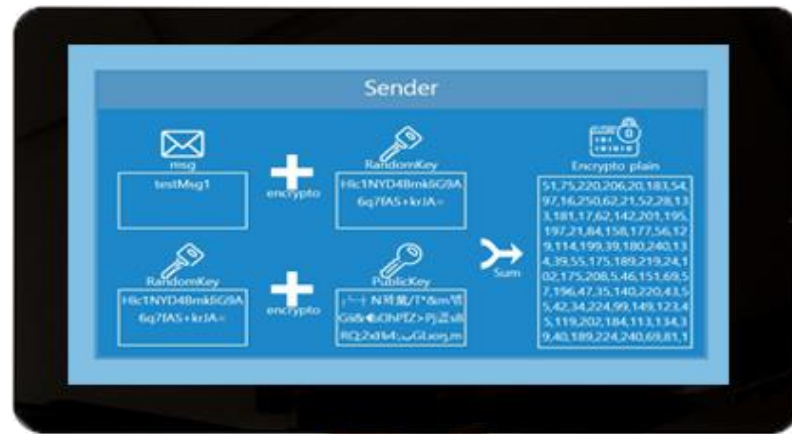 Sender
msg
testMsg1
encrypto
RandomKey
6q7fAS+krJA=
Encrypto plain
51,75,220,206,20,183,54,
97,16,250,62,21,52,28,13
3,181,17,62,142,201,195,
197,21,84,158,177,56,12
9,114,199,39,180,240,13
4,39,55,175,189,219,24,1
02,175,208,5,46,151,69,5
7,196,47,35,140,220,43,5
5,42,34,224,99,149,123,4
5,119,202,184,113,134,3
9,40,189,224,240,69,81,1
RandomKey
6q7fAS+krJA=
encrypto
PublicKey
Sum